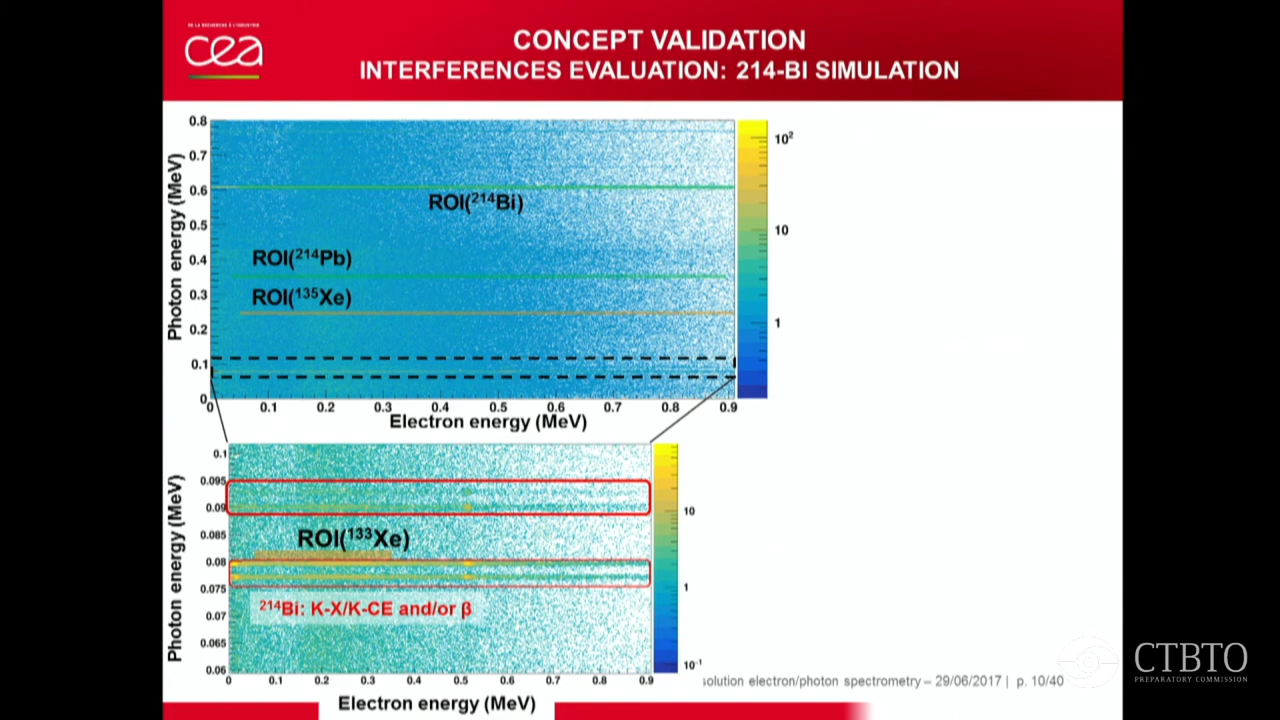 DE LA RECHERCHE À L'INDUSTRIE
cea
CONCEPT VALIDATION
INTERFERENCES EVALUATION: 214-BI SIMULATION
Photon energy (MeV)
0.8
0.7
0.6
0.5
0.4
0.3
0.2
0.1
0
ROI(²¹⁴Bi)
ROI(²¹⁴Pb)
ROI(¹³⁵Xe)
10²
10
1
0 0.1 0.2 0.3 0.4 0.5 0.6 0.7 0.8 0.9
Electron energy (MeV)
Photon energy (MeV)
0.1
0.095
0.09
0.085
0.08
0.075
0.07
0.065
0.06
ROI(¹³³Xe)
²¹⁴Bi: K-X/K-CE and/or β
10
1
10⁻¹
0 0.1 0.2 0.3 0.4 0.5 0.6 0.7 0.8 0.9
Electron energy (MeV)
solution electron/photon spectrometry – 29/06/2017 | p. 10/40
CTBTO
PREPARATORY COMMISSION